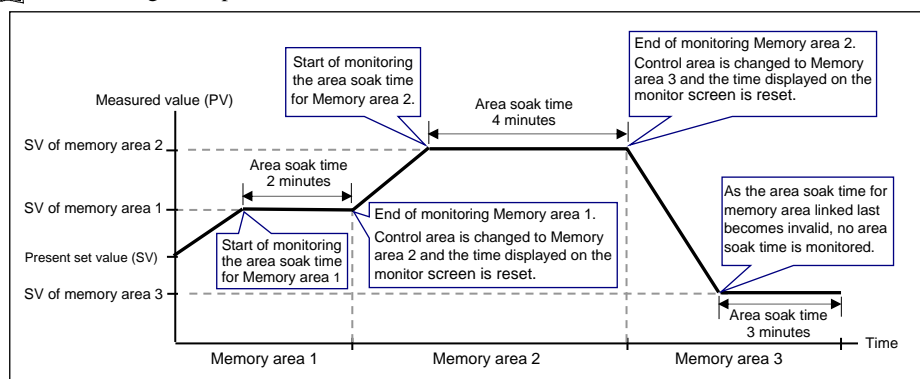 Measured value (PV)
SV of memory area 2
SV of memory area 1
Present set value (SV)
SV of memory area 3
Start of monitoring
the area soak time
for Memory area 2.
End of monitoring Memory area 2.
Control area is changed to Memory
area 3 and the time displayed on the
monitor screen is reset.
Area soak time
4 minutes
Area soak time
2 minutes
Start of monitoring
the area soak time
for Memory area 1
End of monitoring Memory area 1.
Control area is changed to Memory
area 2 and the time displayed on the
monitor screen is reset.
As the area soak time for
memory area linked last
becomes invalid, no area
soak time is monitored.
Area soak time
3 minutes
Time
Memory area 1
Memory area 2
Memory area 3